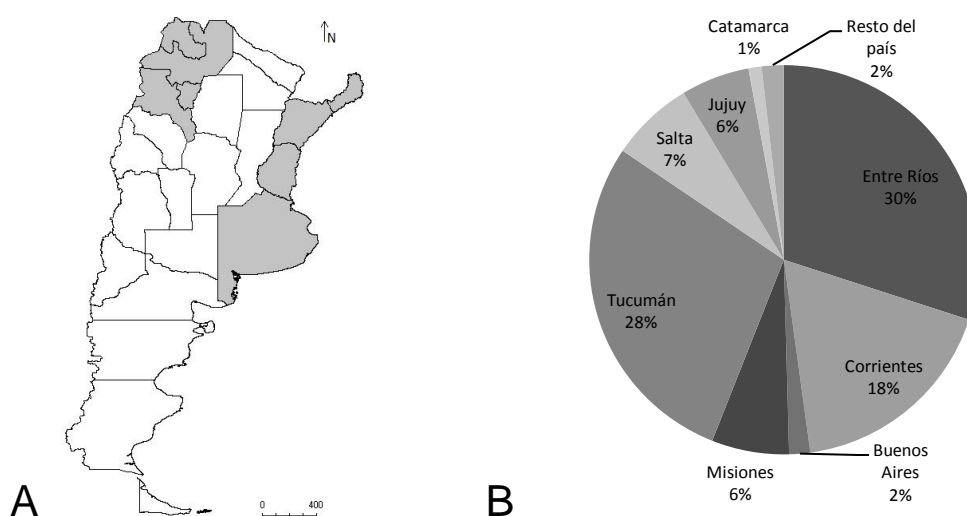 N
0 400
A
Catamarca
1%
Resto del
país
2%
Jujuy
6%
Salta
7%
Entre Ríos
30%
Tucumán
28%
Corrientes
18%
Misiones
6%
Buenos
Aires
2%
B